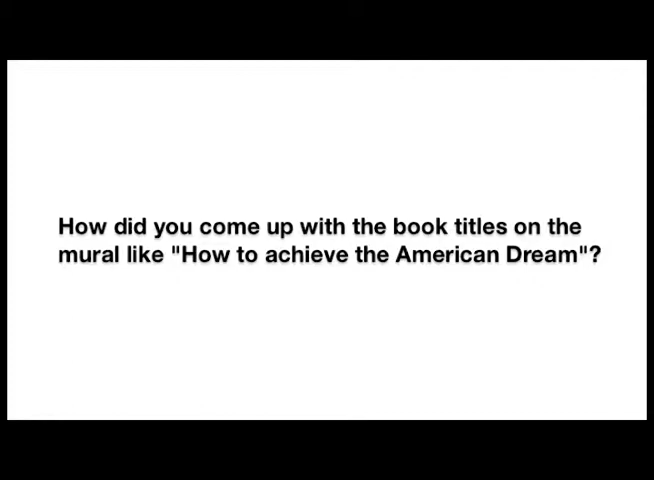 How did you come up with the book titles on the
mural like "How to achieve the American Dream"?